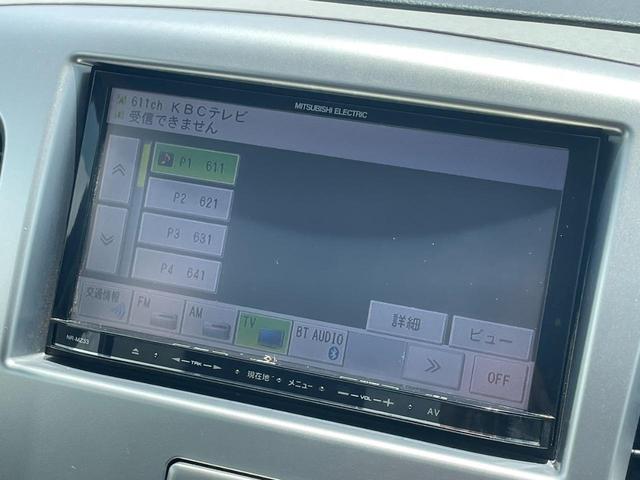 MITSUBISHI ELECTRIC
611ch KBCテレビ
受信できません
P1 611
P2 621
P3 631
P4 641
詳細 ビュー
交通情報 FM AM TV BT AUDIO OFF
NR-MZ33
TRK 現在地 メニュー VOL AV